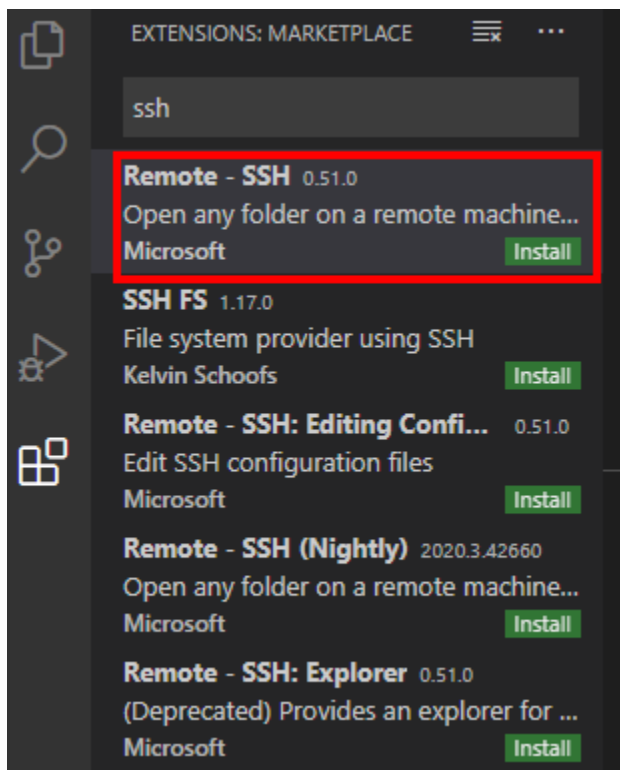 EXTENSIONS: MARKETPLACE
ssh
Remote - SSH 0.51.0
Open any folder on a remote machine...
Microsoft Install
SSH FS 1.17.0
File system provider using SSH
Kelvin Schoofs Install
Remote - SSH: Editing Confi... 0.51.0
Edit SSH configuration files
Microsoft Install
Remote - SSH (Nightly) 2020.3.42660
Open any folder on a remote machine...
Microsoft Install
Remote - SSH: Explorer 0.51.0
(Deprecated) Provides an explorer for ...
Microsoft Install